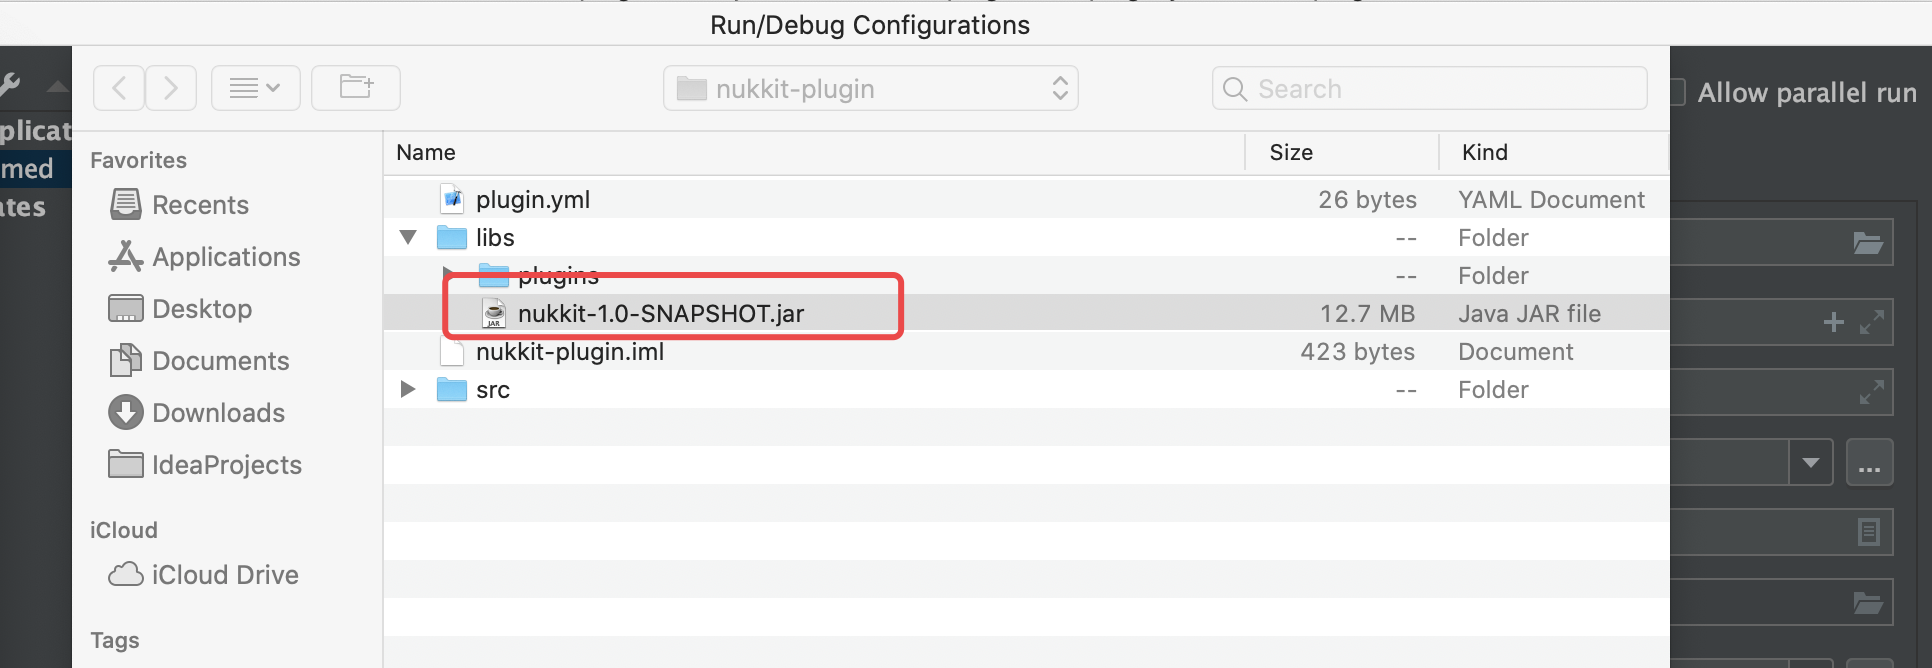 Run/Debug Configurations
nukkit-plugin
Search
Allow parallel run
plicat
med
ates
Favorites
Recents
Applications
Desktop
Documents
Downloads
IdeaProjects
iCloud
iCloud Drive
Tags
Name Size Kind
plugin.yml 26 bytes YAML Document
libs -- Folder
plugins -- Folder
nukkit-1.0-SNAPSHOT.jar 12.7 MB Java JAR file
nukkit-plugin.iml 423 bytes Document
src -- Folder
...